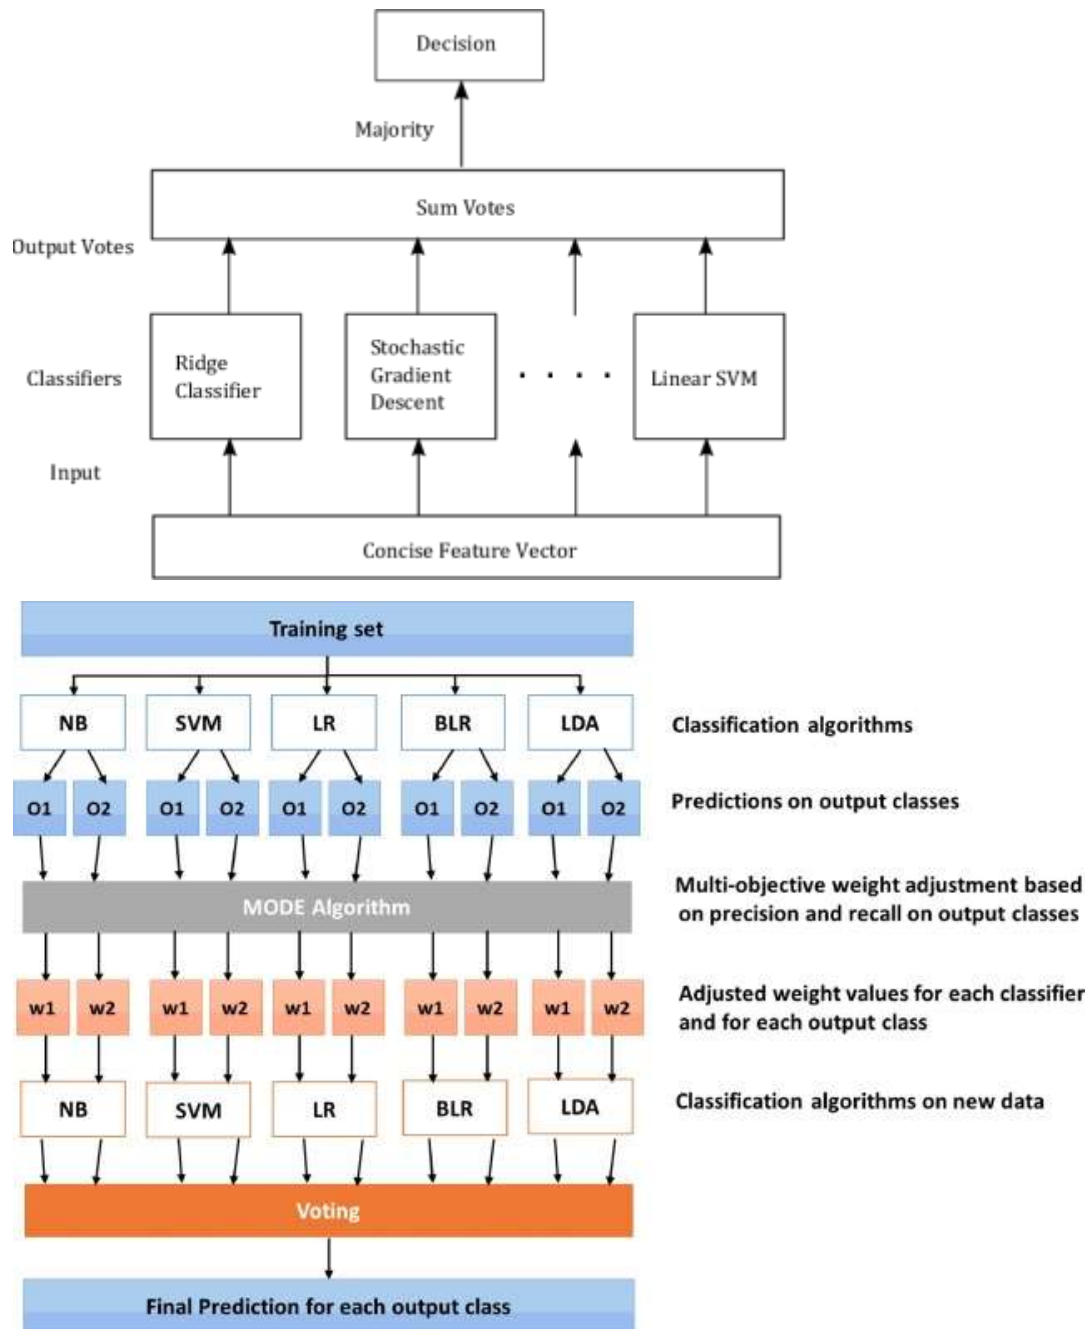 Decision
Majority
Sum Votes
Output Votes
Classifiers
Ridge
Classifier
Stochastic
Gradient
Descent
. . . .
Linear SVM
Input
Concise Feature Vector
Training set
NB SVM LR BLR LDA
Classification algorithms
O1 O2 O1 O2 O1 O2 O1 O2 O1 O2
Predictions on output classes
MODE Algorithm
Multi-objective weight adjustment based
on precision and recall on output classes
w1 w2 w1 w2 w1 w2 w1 w2 w1 w2
Adjusted weight values for each classifier
and for each output class
NB SVM LR BLR LDA
Classification algorithms on new data
Voting
Final Prediction for each output class